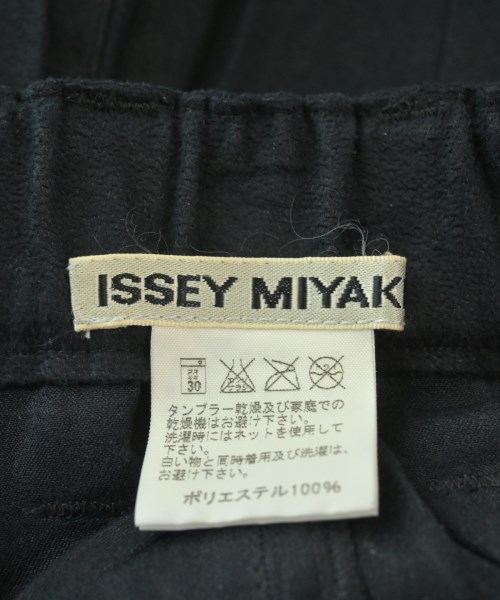 ISSEY MIYAK
30
タンブラー乾燥及び家庭での
乾燥機はお避け下さい。
洗濯時にはネットを使用して
下さい。
白い物と同時着用及び洗濯は、
お避け下さい。
ポリエステル100%